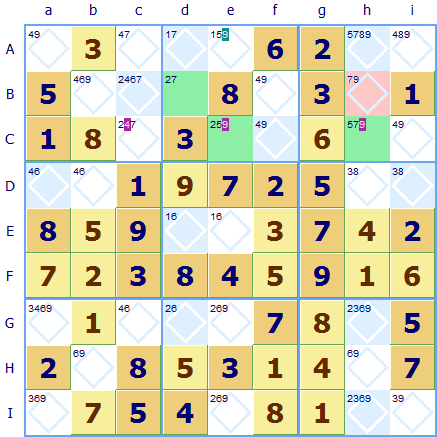 a b c d e f g h i
A 49 3 47 17 159 6 2 5789 489
B 5 469 2467 27 8 49 3 79 1
C 1 8 247 3 259 49 6 579 49
D 46 46 1 9 7 2 5 38 38
E 8 5 9 16 16 3 7 4 2
F 7 2 3 8 4 5 9 1 6
G 3469 1 46 26 269 7 8 2369 5
H 2 69 8 5 3 1 4 69 7
I 369 7 5 4 269 8 1 2369 39